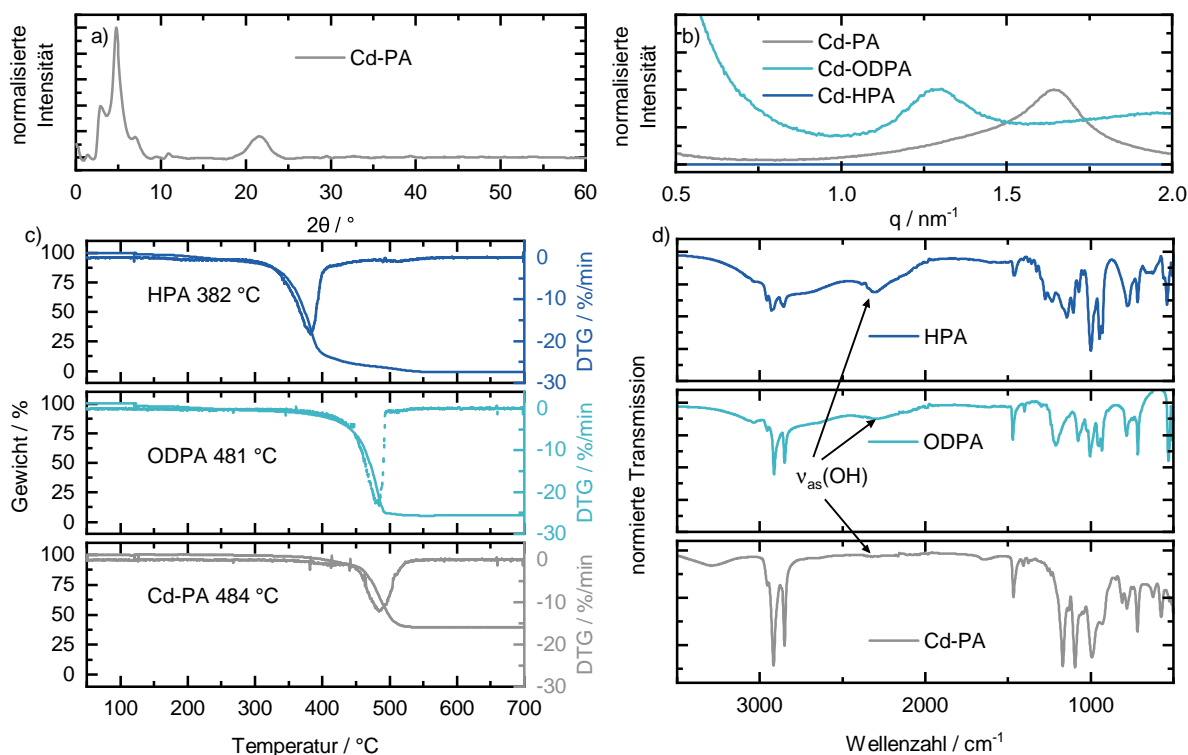 a)
normalisierte
Intensität
Cd-PA
0 10 20 30 40 50 60
2θ / °
b)
normalisierte
Intensität
Cd-PA
Cd-ODPA
Cd-HPA
0.5 1.0 1.5 2.0
q / nm-1
c)
Gewicht / %
100
75
50
25
0
HPA 382 °C
0
-10
-20
-30
DTG / %/min
100
75
50
25
0
ODPA 481 °C
0
-10
-20
-30
DTG / %/min
100
75
50
25
0
Cd-PA 484 °C
0
-10
-20
-30
DTG / %/min
100 200 300 400 500 600 700
Temperatur / °C
d)
normierte Transmission
HPA
ODPA
νas(OH)
Cd-PA
3000 2000 1000
Wellenzahl / cm-1